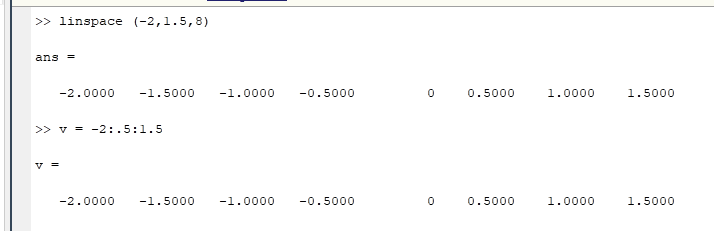 >> linspace (-2,1.5,8)
ans =
-2.0000 -1.5000 -1.0000 -0.5000 0 0.5000 1.0000 1.5000
>> v = -2:.5:1.5
v =
-2.0000 -1.5000 -1.0000 -0.5000 0 0.5000 1.0000 1.5000